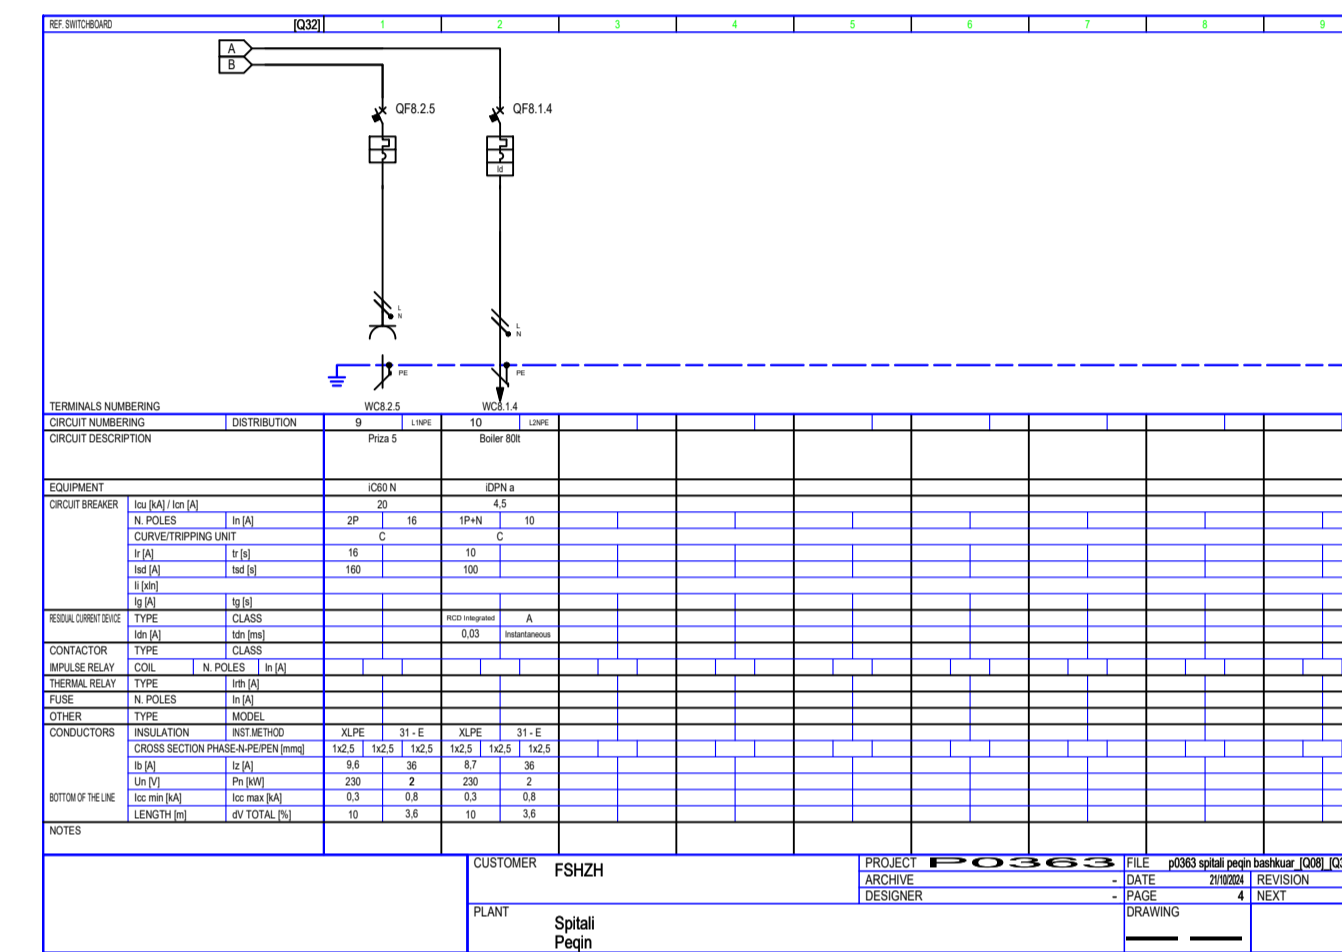 REF. SWITCHBOARD [Q32] 1 2 3 4 5 6 7 8 9
A
B
QF8.2.5 QF8.1.4
Id
L
N
L
N
PE PE
TERMINALS NUMBERING WC8.2.5 WC8.1.4
CIRCUIT NUMBERING DISTRIBUTION 9 L1NPE 10 L2NPE
CIRCUIT DESCRIPTION Priza 5 Boiler 80lt
EQUIPMENT iC60 N iDPN a
CIRCUIT BREAKER Icu [kA] / Icn [A] 20 4,5
N. POLES In [A] 2P 16 1P+N 10
CURVE/TRIPPING UNIT C C
Ir [A] tr [s] 16 10
Isd [A] tsd [s] 160 100
Ii [xIn]
Ig [A] tg [s]
RESIDUAL CURRENT DEVICE TYPE CLASS RCD Integrated A
Idn [A] tdn [ms] 0,03 Instantaneous
CONTACTOR TYPE CLASS
IMPULSE RELAY COIL N. POLES In [A]
THERMAL RELAY TYPE Irth [A]
FUSE N. POLES In [A]
OTHER TYPE MODEL
CONDUCTORS INSULATION INST.METHOD XLPE 31 - E XLPE 31 - E
CROSS SECTION PHASE-N-PE/PEN [mmq] 1x2,5 1x2,5 1x2,5 1x2,5 1x2,5 1x2,5
Ib [A] Iz [A] 9,6 36 8,7 36
Un [V] Pn [kW] 230 2 230 2
BOTTOM OF THE LINE Icc min [kA] Icc max [kA] 0,3 0,8 0,3 0,8
LENGTH [m] dV TOTAL [%] 10 3,6 10 3,6
NOTES
CUSTOMER FSHZH PROJECT P0363 FILE p0363 spitali peqin bashkuar_[Q08]_[Q3
ARCHIVE - DATE 21/10/2024 REVISION
DESIGNER - PAGE 4 NEXT
PLANT Spitali DRAWING
Peqin